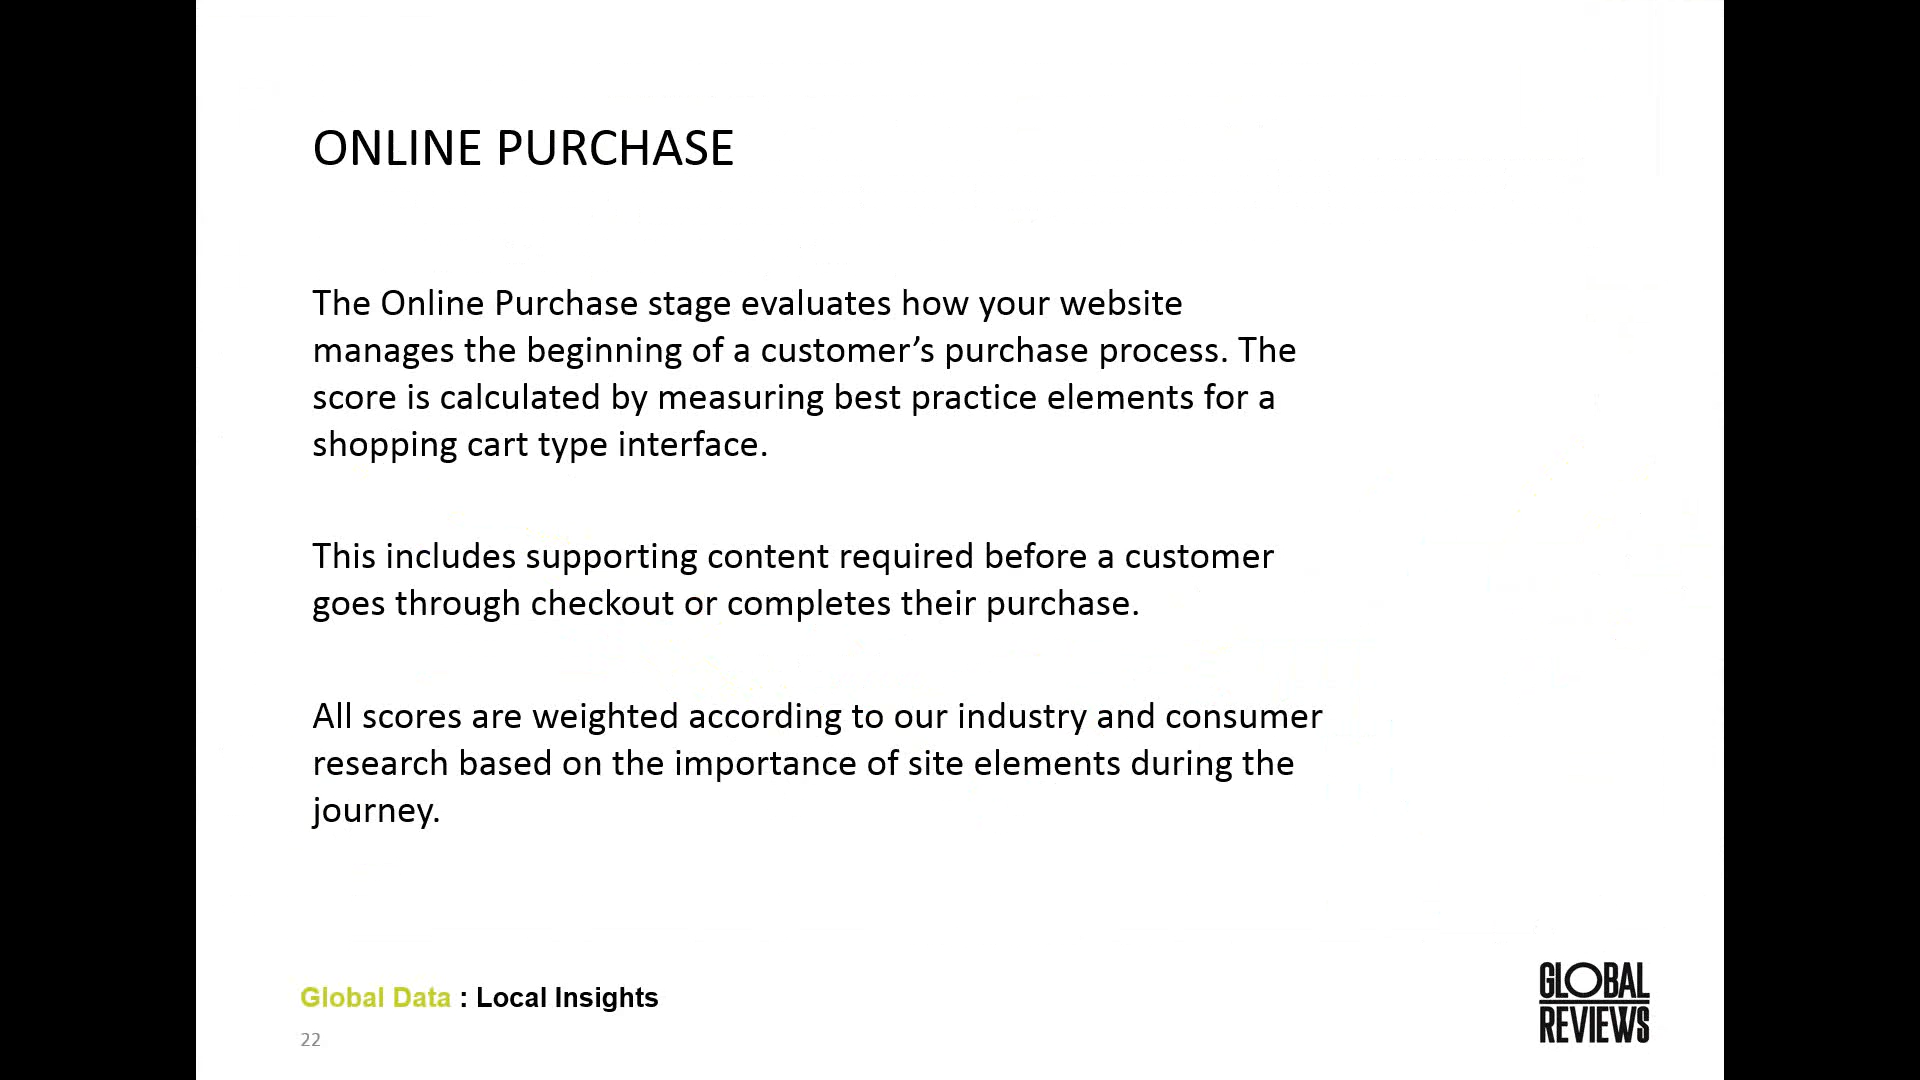 ONLINE PURCHASE
The Online Purchase stage evaluates how your website
manages the beginning of a customer’s purchase process. The
score is calculated by measuring best practice elements for a
shopping cart type interface.
This includes supporting content required before a customer
goes through checkout or completes their purchase.
All scores are weighted according to our industry and consumer
research based on the importance of site elements during the
journey.
Global Data : Local Insights
22
GLOBAL
REVIEWS